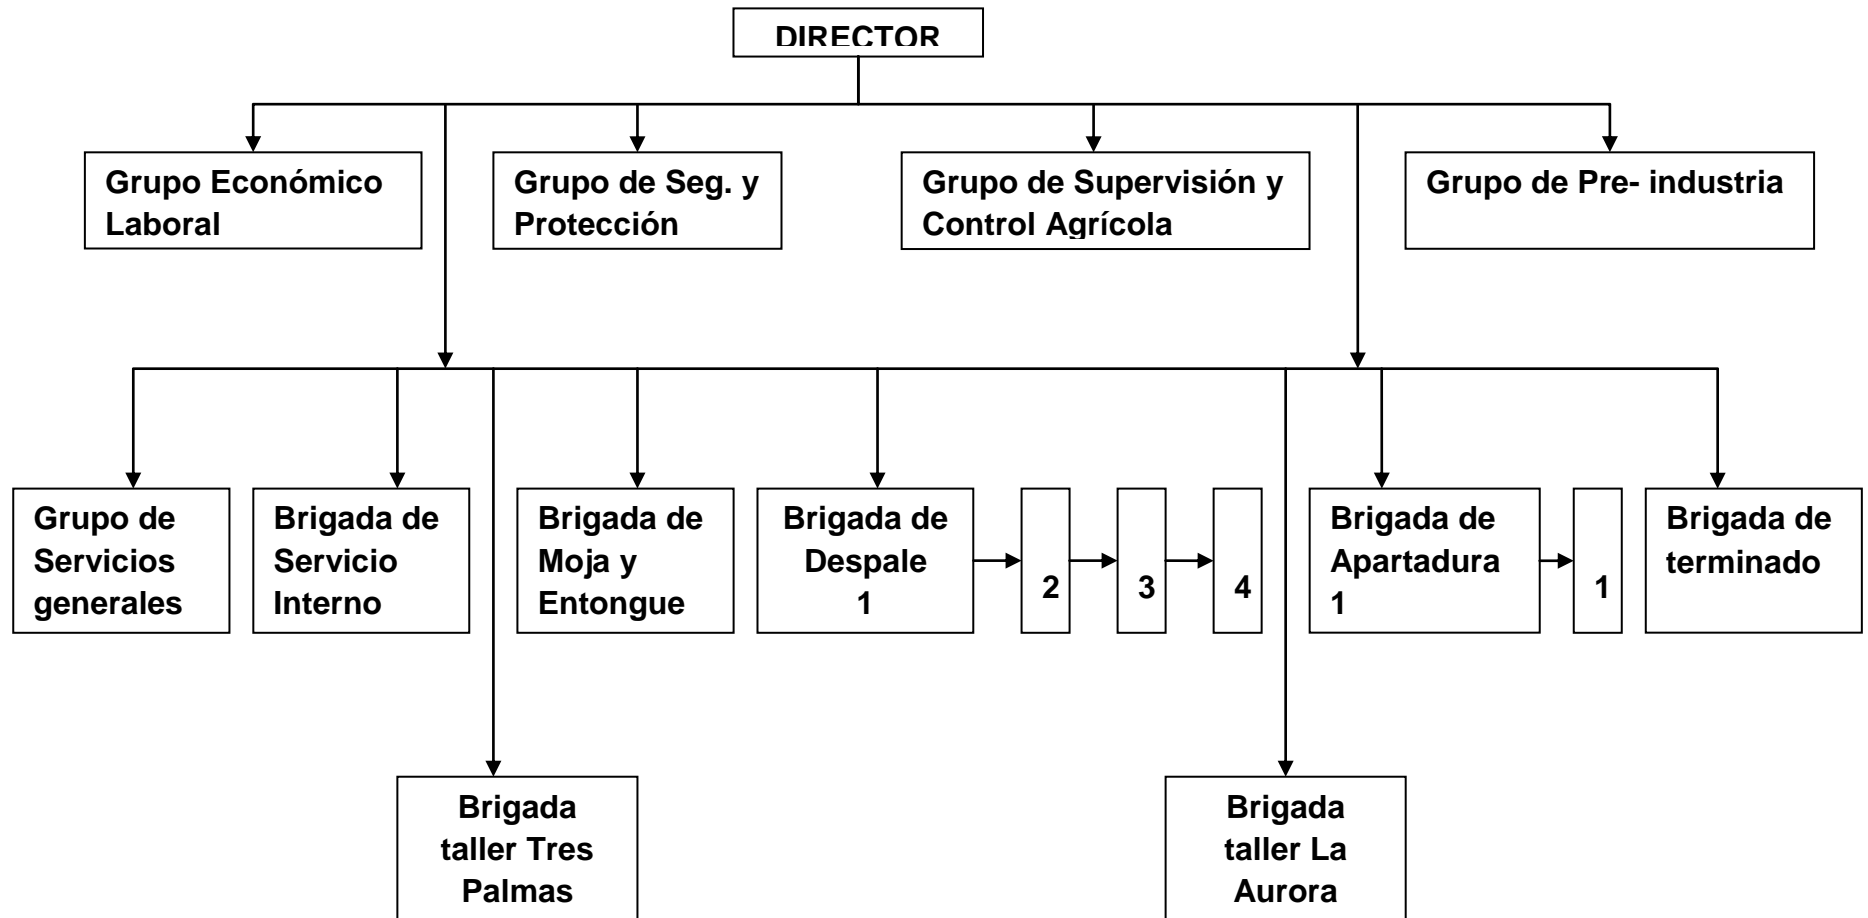 DIRECTOR
Grupo Económico
Laboral
Grupo de Seg. y
Protección
Grupo de Supervisión y
Control Agrícola
Grupo de Pre- industria
Grupo de
Servicios
generales
Brigada de
Servicio
Interno
Brigada de
Moja y
Entongue
Brigada de
Despale
1
2
3
4
Brigada de
Apartadura
1
1
Brigada de
terminado
Brigada
taller Tres
Palmas
Brigada
taller La
Aurora